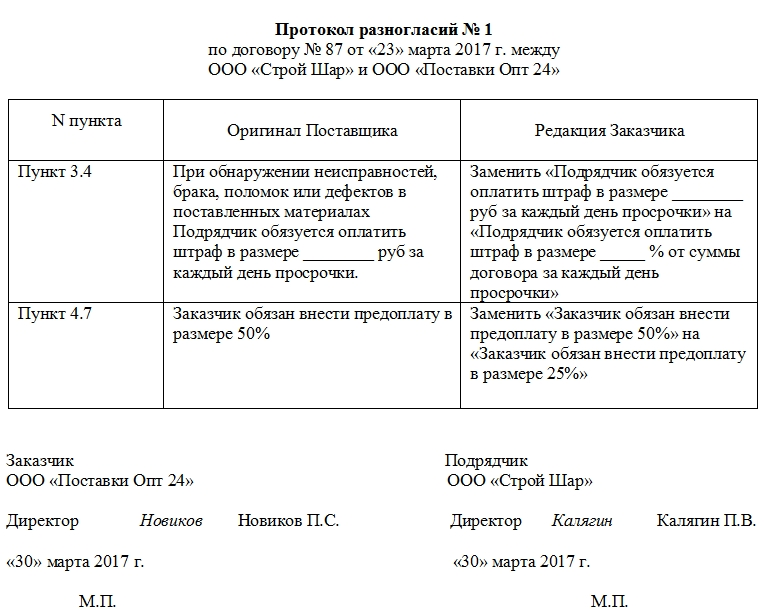 Протокол разногласий № 1
по договору № 87 от «23» марта 2017 г. между
ООО «Строй Шар» и ООО «Поставки Опт 24»
N пункта
Оригинал Поставщика
Редакция Заказчика
Пункт 3.4
При обнаружении неисправностей,
брака, поломок или дефектов в
поставленных материалах
Подрядчик обязуется оплатить
штраф в размере _________ руб за
каждый день просрочки.
Заменить «Подрядчик обязуется
оплатить штраф в размере _________
руб за каждый день просрочки» на
«Подрядчик обязуется оплатить
штраф в размере ______ % от суммы
договора за каждый день
просрочки»
Пункт 4.7
Заказчик обязан внести предоплату в
размере 50%
Заменить «Заказчик обязан внести
предоплату в размере 50%» на
«Заказчик обязан внести предоплату
в размере 25%»
Заказчик Подрядчик
ООО «Поставки Опт 24» ООО «Строй Шар»
Директор Новиков Новиков П.С. Директор Калягин Калягин П.В.
«30» марта 2017 г. «30» марта 2017 г.
М.П. М.П.